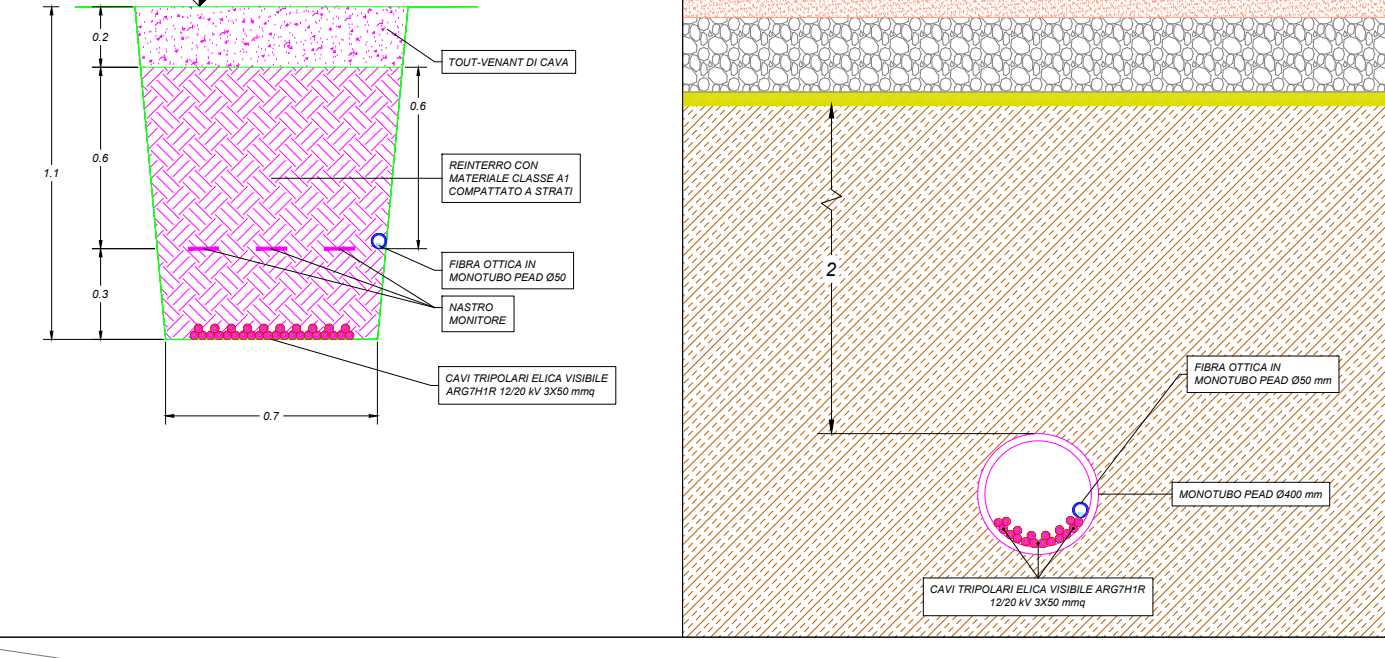 0.2
TOUT-VENANT DI CAVA
0.6
0.6
1.1
REINTERRO CON
MATERIALE CLASSE A1
COMPATTATO A STRATI
FIBRA OTTICA IN
MONOTUBO PEAD Ø50
0.3
NASTRO
MONITORE
CAVI TRIPOLARI ELICA VISIBILE
ARG7H1R 12/20 kV 3X50 mmq
0.7
2
FIBRA OTTICA IN
MONOTUBO PEAD Ø50 mm
MONOTUBO PEAD Ø400 mm
CAVI TRIPOLARI ELICA VISIBILE ARG7H1R
12/20 kV 3X50 mmq